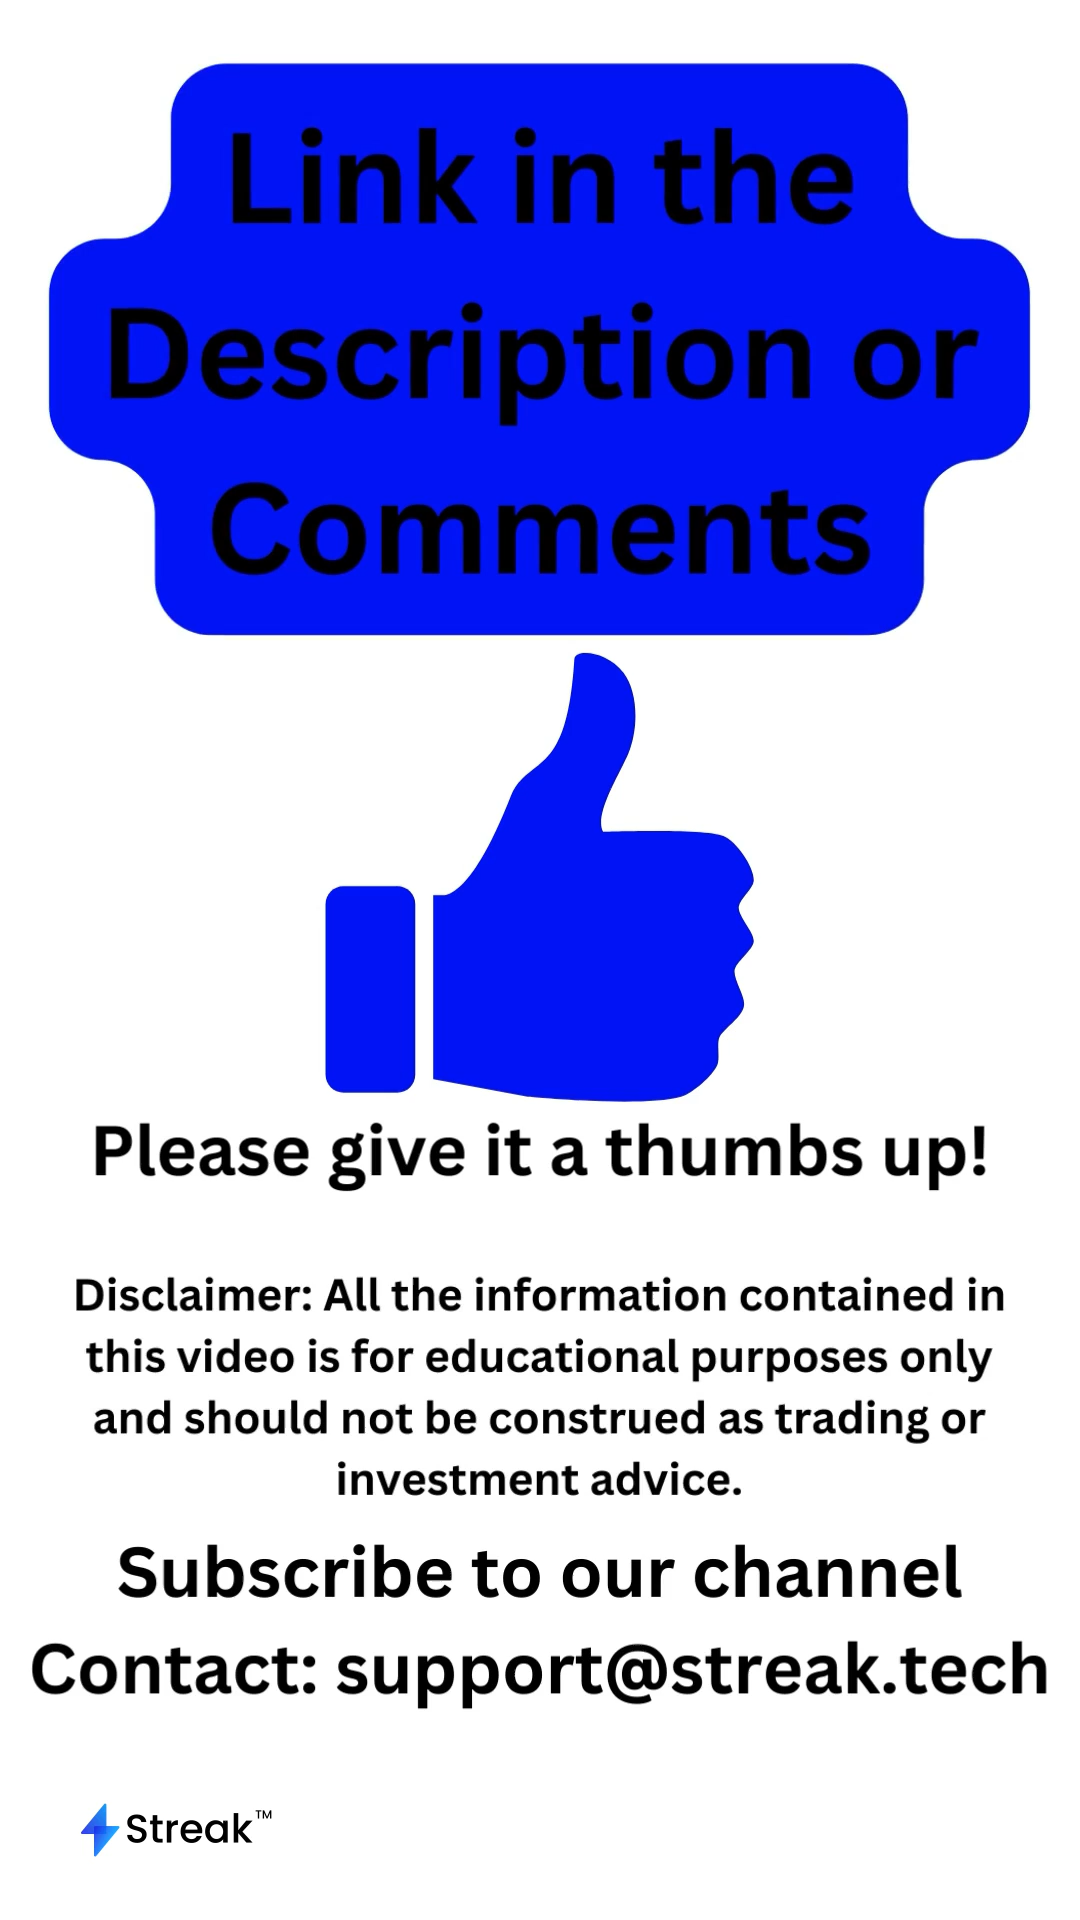 Link in the
Description or
Comments
Please give it a thumbs up!
Disclaimer: All the information contained in
this video is for educational purposes only
and should not be construed as trading or
investment advice.
Subscribe to our channel
Contact: support@streak.tech
Streak™